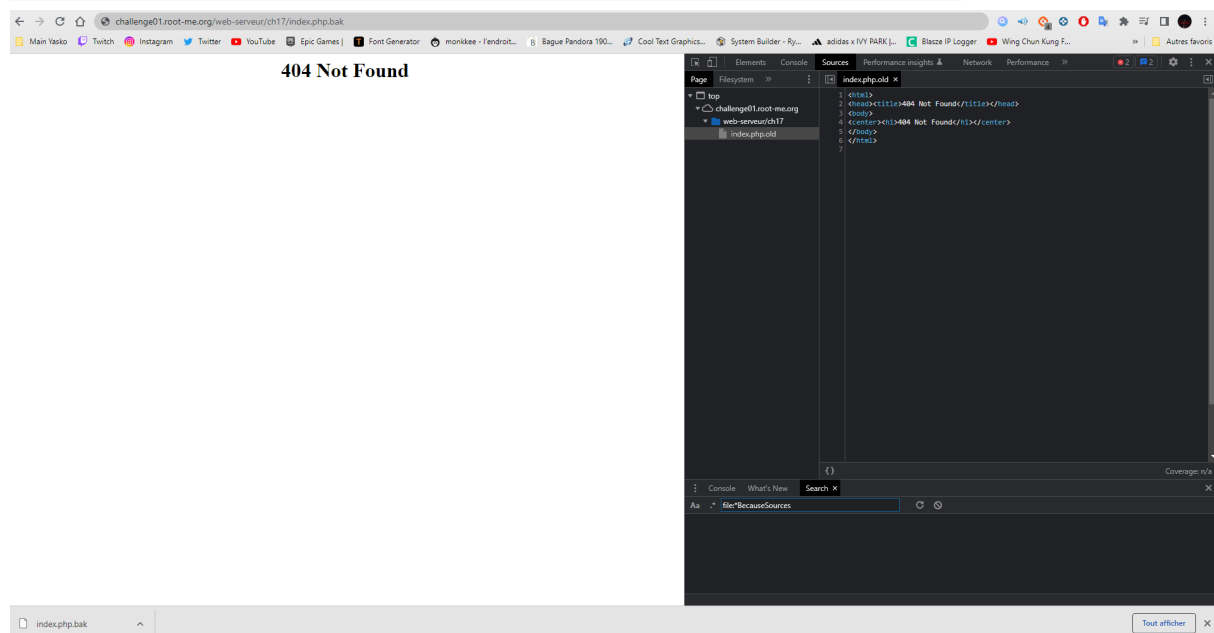 challenge01.root-me.org/web-serveur/ch17/index.php.bak
Main Yasko Twitch Instagram Twitter YouTube Epic Games | Font Generator monkkee - l'endroit... Bague Pandora 190... Cool Text Graphics... System Builder - Ry... adidas x IVY PARK |... Blasze IP Logger Wing Chun Kung F... » Autres favoris
404 Not Found
Elements Console Sources Performance insights Network Performance » 2 2
Page Filesystem » index.php.old ×
top
challenge01.root-me.org
web-serveur/ch17
index.php.old
1 <html>
2 <head><title>404 Not Found</title></head>
3 <body>
4 <center><h1>404 Not Found</h1></center>
5 </body>
6 </html>
7
{} Coverage: n/a
Console What's New Search ×
Aa .* file:*BecauseSources
index.php.bak Tout afficher